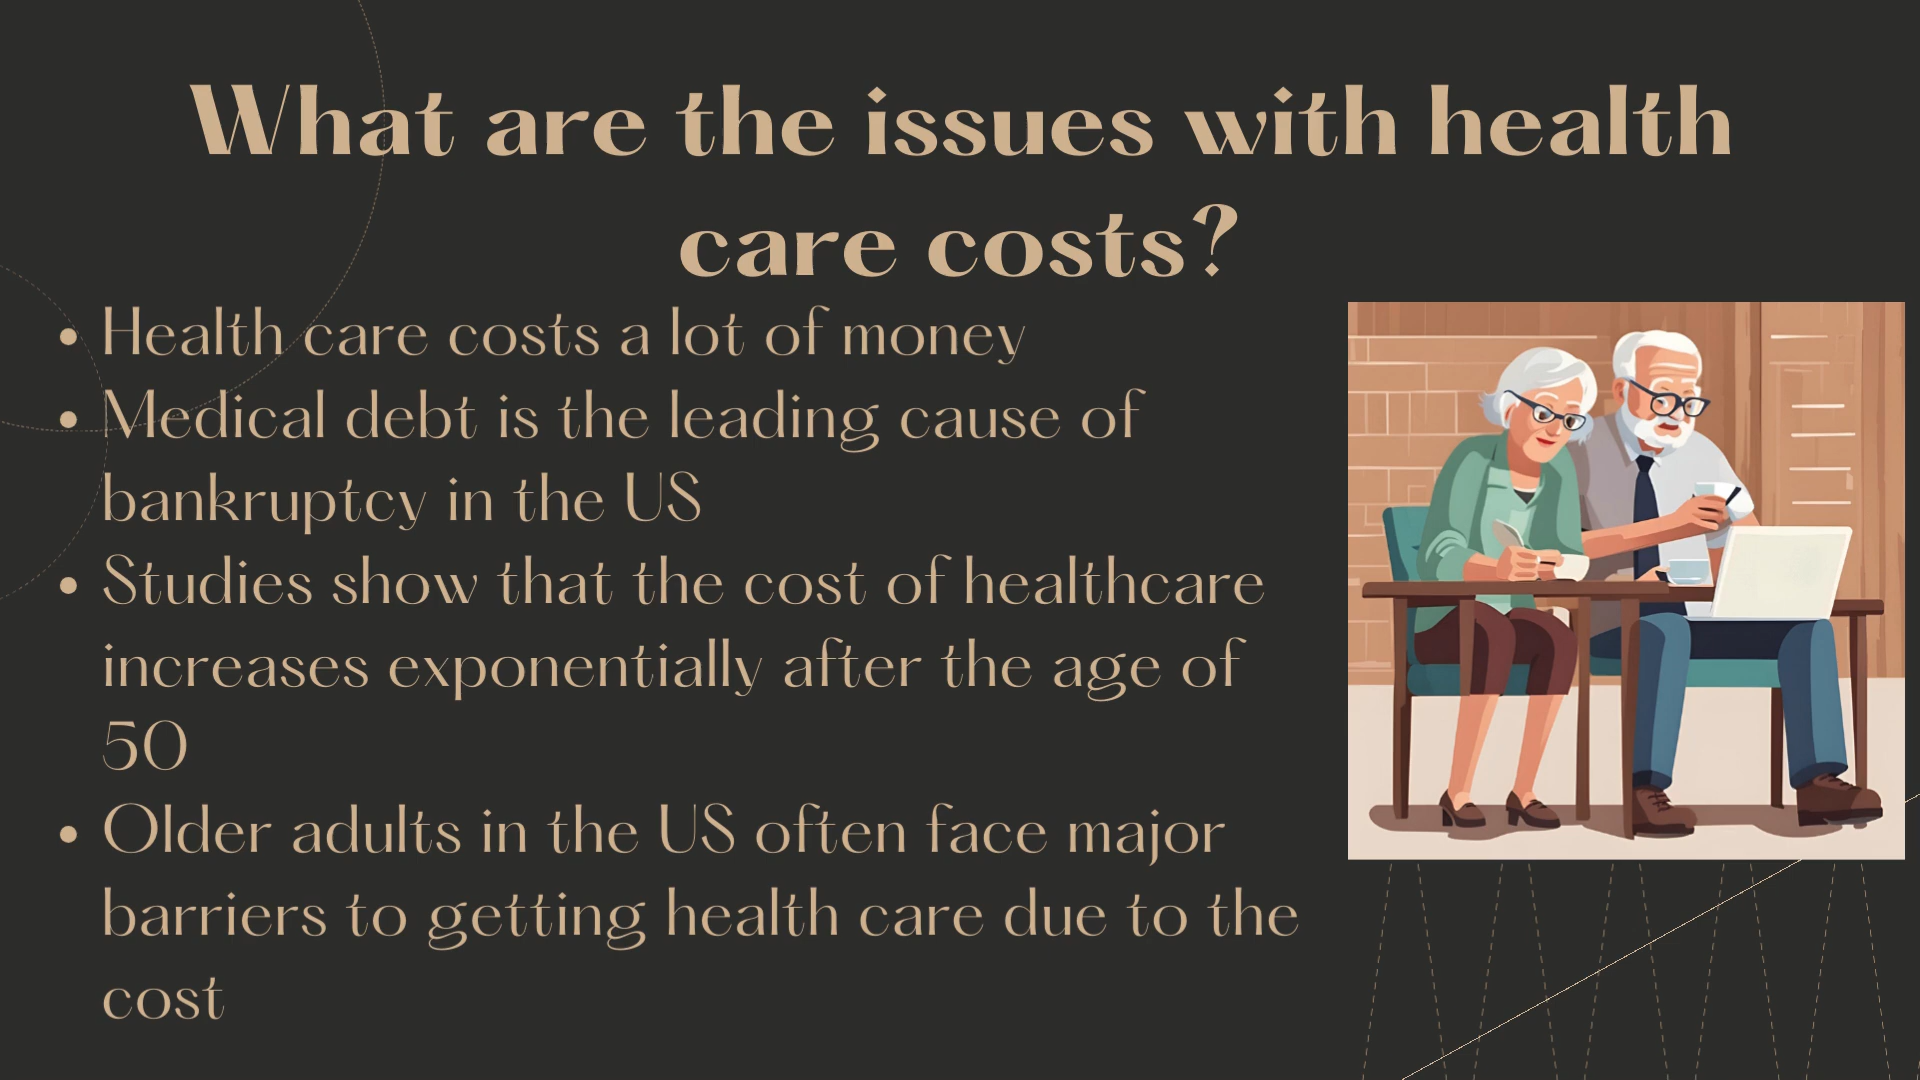 What are the issues with health
care costs?
• Health care costs a lot of money
• Medical debt is the leading cause of
bankruptcy in the US
• Studies show that the cost of healthcare
increases exponentially after the age of
50
• Older adults in the US often face major
barriers to getting health care due to the
cost